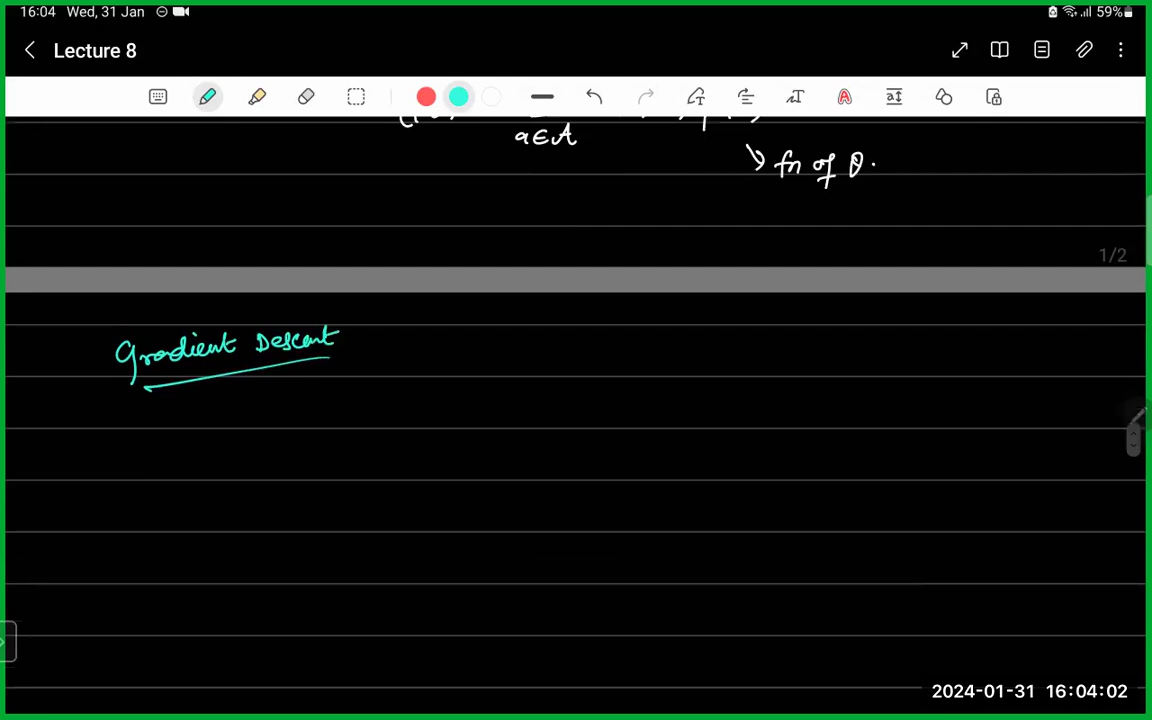 16:04 Wed, 31 Jan 59%
Lecture 8
a∈A
fn of θ.
1/2
Gradient Descent
2024-01-31 16:04:02